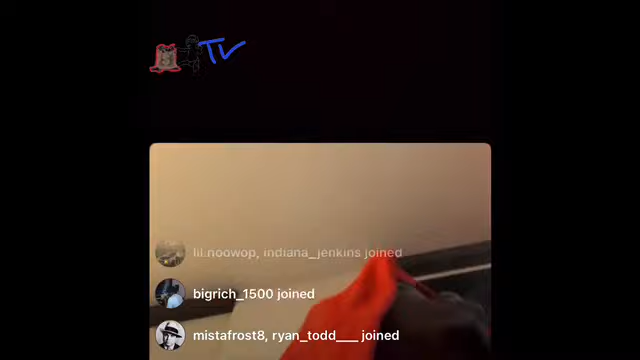 TV
lil.noowop, indiana_jenkins joined
bigrich_1500 joined
mistafrost8, ryan_todd___ joined